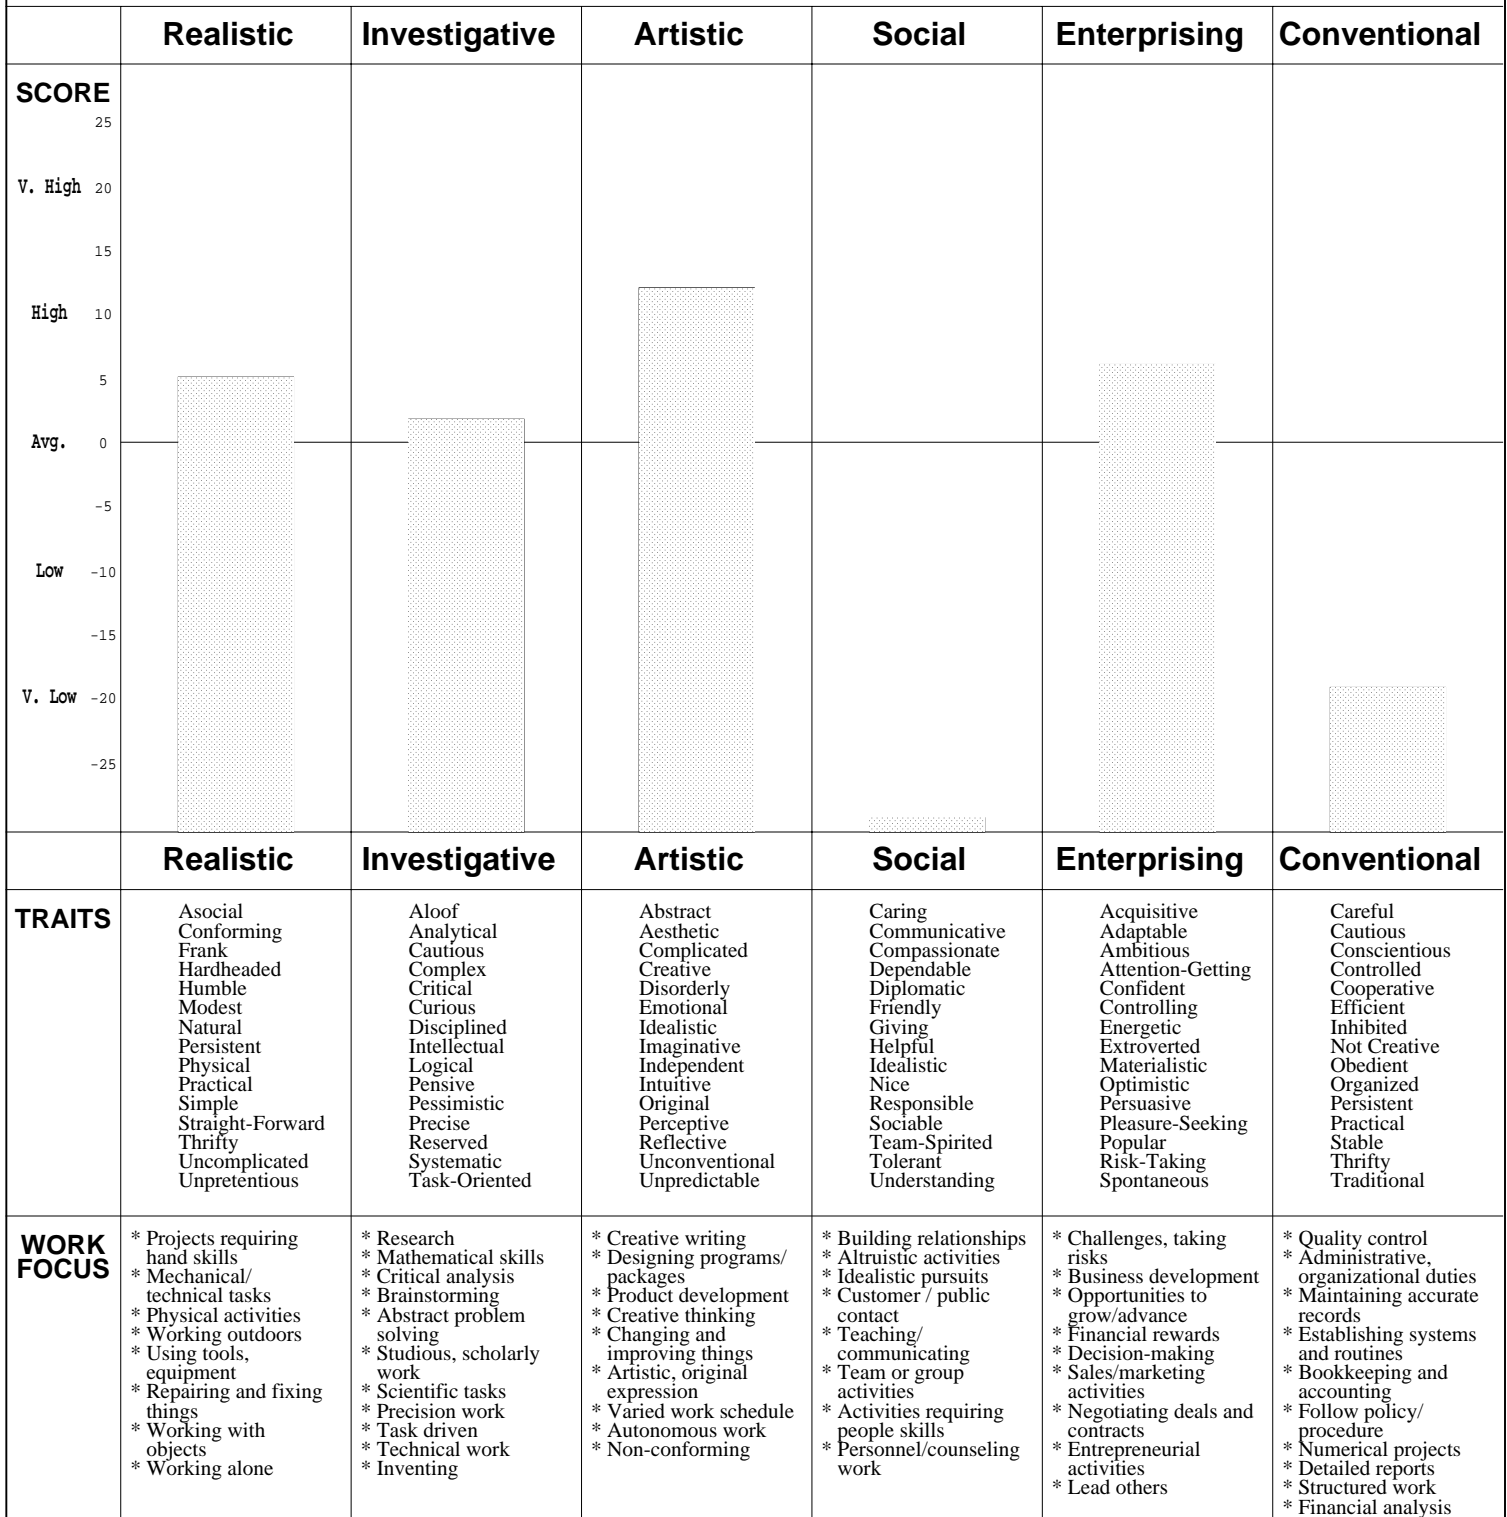 Realistic Investigative Artistic Social Enterprising Conventional
SCORE
25
V. High 20
15
High 10
5
Avg. 0
-5
Low -10
-15
V. Low -20
-25
Realistic Investigative Artistic Social Enterprising Conventional
TRAITS
Asocial
Conforming
Frank
Hardheaded
Humble
Modest
Natural
Persistent
Physical
Practical
Simple
Straight-Forward
Thrifty
Uncomplicated
Unpretentious
Aloof
Analytical
Cautious
Complex
Critical
Curious
Disciplined
Intellectual
Logical
Pensive
Pessimistic
Precise
Reserved
Systematic
Task-Oriented
Abstract
Aesthetic
Complicated
Creative
Disorderly
Emotional
Idealistic
Imaginative
Independent
Intuitive
Original
Perceptive
Reflective
Unconventional
Unpredictable
Caring
Communicative
Compassionate
Dependable
Diplomatic
Friendly
Giving
Helpful
Idealistic
Nice
Responsible
Sociable
Team-Spirited
Tolerant
Understanding
Acquisitive
Adaptable
Ambitious
Attention-Getting
Confident
Controlling
Energetic
Extroverted
Materialistic
Optimistic
Persuasive
Pleasure-Seeking
Popular
Risk-Taking
Spontaneous
Careful
Cautious
Conscientious
Controlled
Cooperative
Efficient
Inhibited
Not Creative
Obedient
Organized
Persistent
Practical
Stable
Thrifty
Traditional
WORK
FOCUS
* Projects requiring
hand skills
* Mechanical/
technical tasks
* Physical activities
* Working outdoors
* Using tools,
equipment
* Repairing and fixing
things
* Working with
objects
* Working alone
* Research
* Mathematical skills
* Critical analysis
* Brainstorming
* Abstract problem
solving
* Studious, scholarly
work
* Scientific tasks
* Precision work
* Task driven
* Technical work
* Inventing
* Creative writing
* Designing programs/
packages
* Product development
* Creative thinking
* Changing and
improving things
* Artistic, original
expression
* Varied work schedule
* Autonomous work
* Non-conforming
* Building relationships
* Altruistic activities
* Idealistic pursuits
* Customer / public
contact
* Teaching/
communicating
* Team or group
activities
* Activities requiring
people skills
* Personnel/counseling
work
* Challenges, taking
risks
* Business development
* Opportunities to
grow/advance
* Financial rewards
* Decision-making
* Sales/marketing
activities
* Negotiating deals and
contracts
* Entrepreneurial
activities
* Lead others
* Quality control
* Administrative,
organizational duties
* Maintaining accurate
records
* Establishing systems
and routines
* Bookkeeping and
accounting
* Follow policy/
procedure
* Numerical projects
* Detailed reports
* Structured work
* Financial analysis